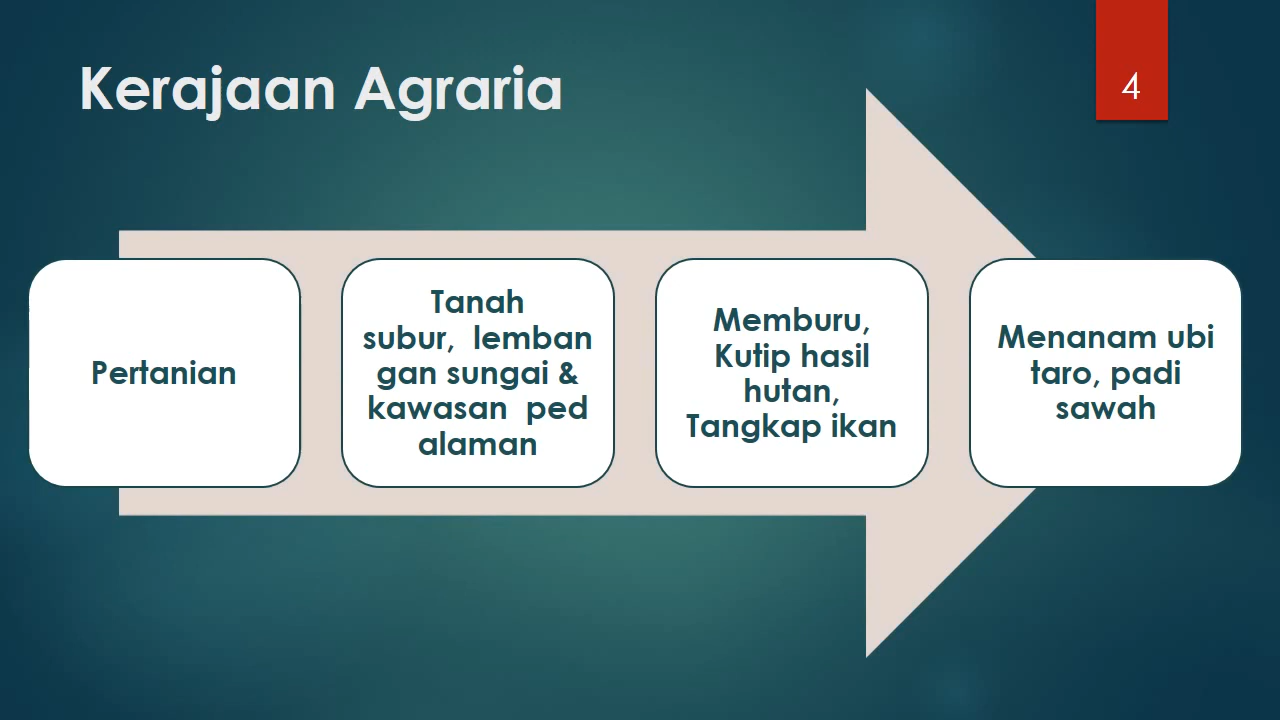 Kerajaan Agraria
4
Pertanian
Tanah
subur,  lemban
gan sungai &
kawasan  ped
alaman
Memburu,
Kutip hasil
hutan,
Tangkap ikan
Menanam ubi
taro, padi
sawah